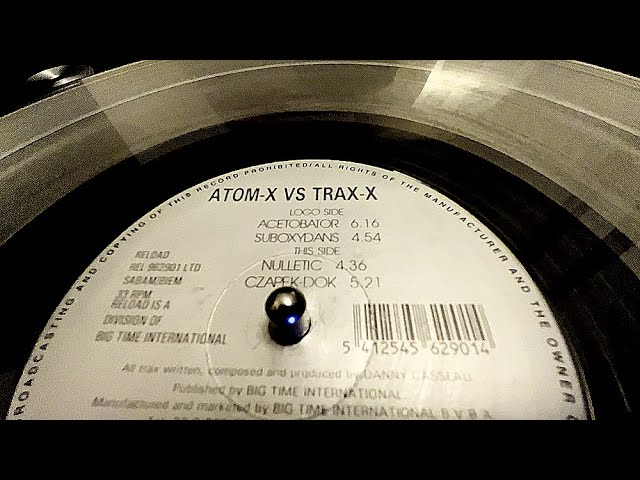 ROADCASTING AND COPYING OF THIS RECORD PROHIBITED/ALL RIGHTS OF THE MANUFACTURER AND THE OWNER
ATOM-X VS TRAX-X
LOGO SIDE
ACETOBATOR 6.16
SUBOXYDANS 4.54
THIS SIDE
NULLETIC 4.36
CZAPEK-DOK 5.21
RELOAD
REL 962901 LTD
SABAM/BIEM
33 RPM
RELOAD IS A
DIVISION OF
BIG TIME INTERNATIONAL
5 412545 629014
All trax written, composed and produced by DANNY CASSEAU
Published by BIG TIME INTERNATIONAL
Manufactured and marketed by BIG TIME INTERNATIONAL B.V.B.A.